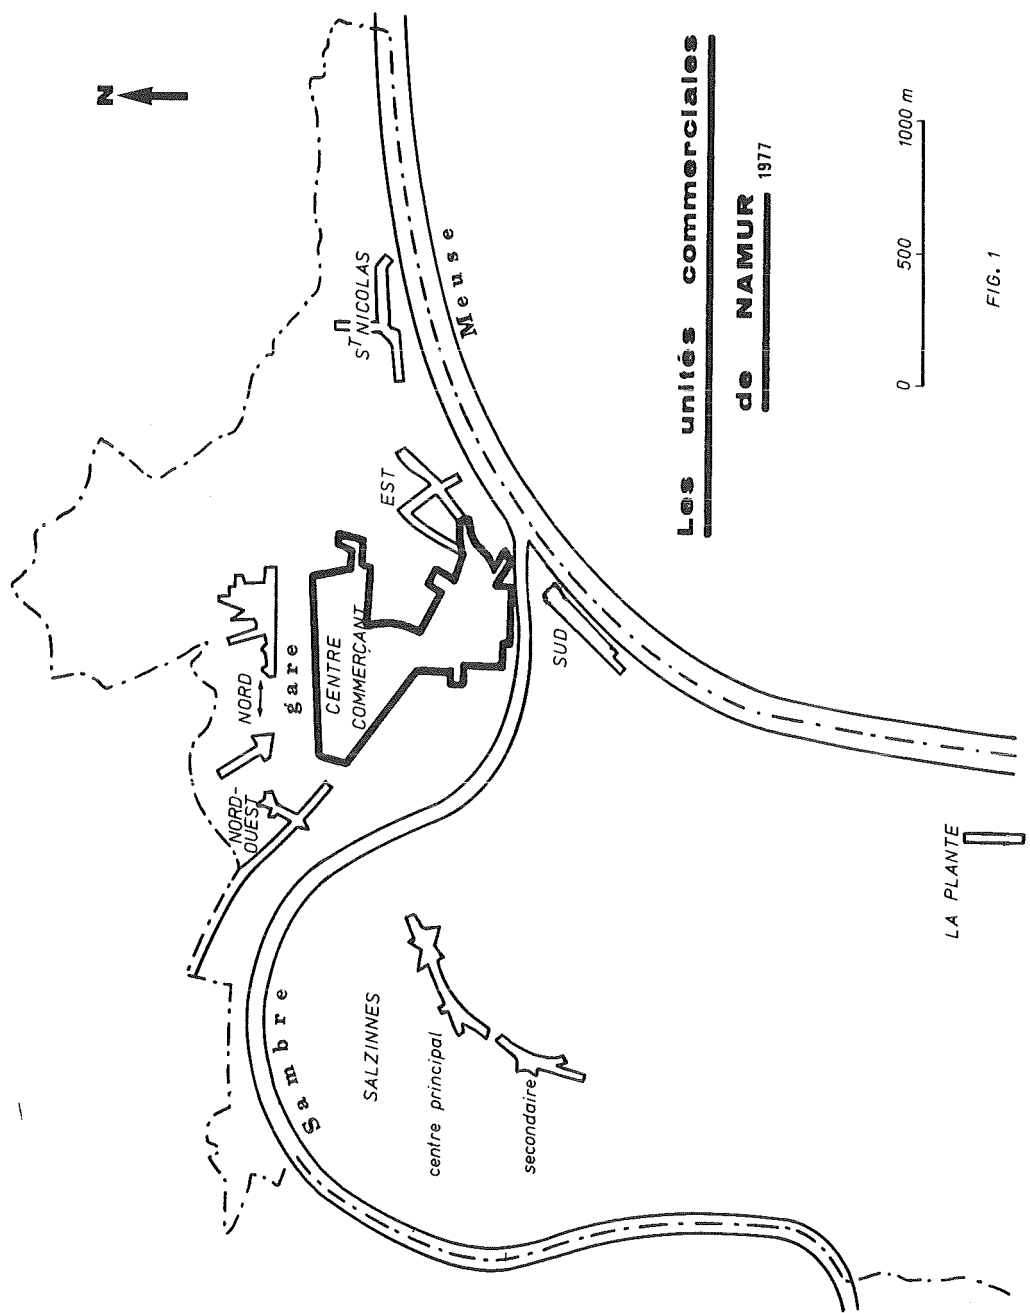 N
NORD-
OUEST
NORD
gare
CENTRE
COMMERÇANT
EST
ST NICOLAS
Meuse
Sambre
SALZINNES
centre principal
secondaire
SUD
LA PLANTE
Les unités commerciales
de NAMUR 1977
0 500 1000 m
FIG. 1